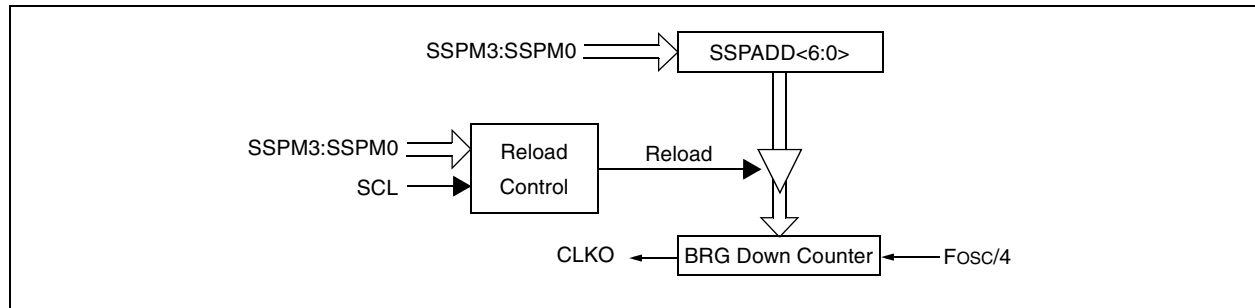 SSPM3:SSPM0
SSPADD<6:0>
SSPM3:SSPM0
SCL
Reload
Control
Reload
CLKO
BRG Down Counter
FOSC/4